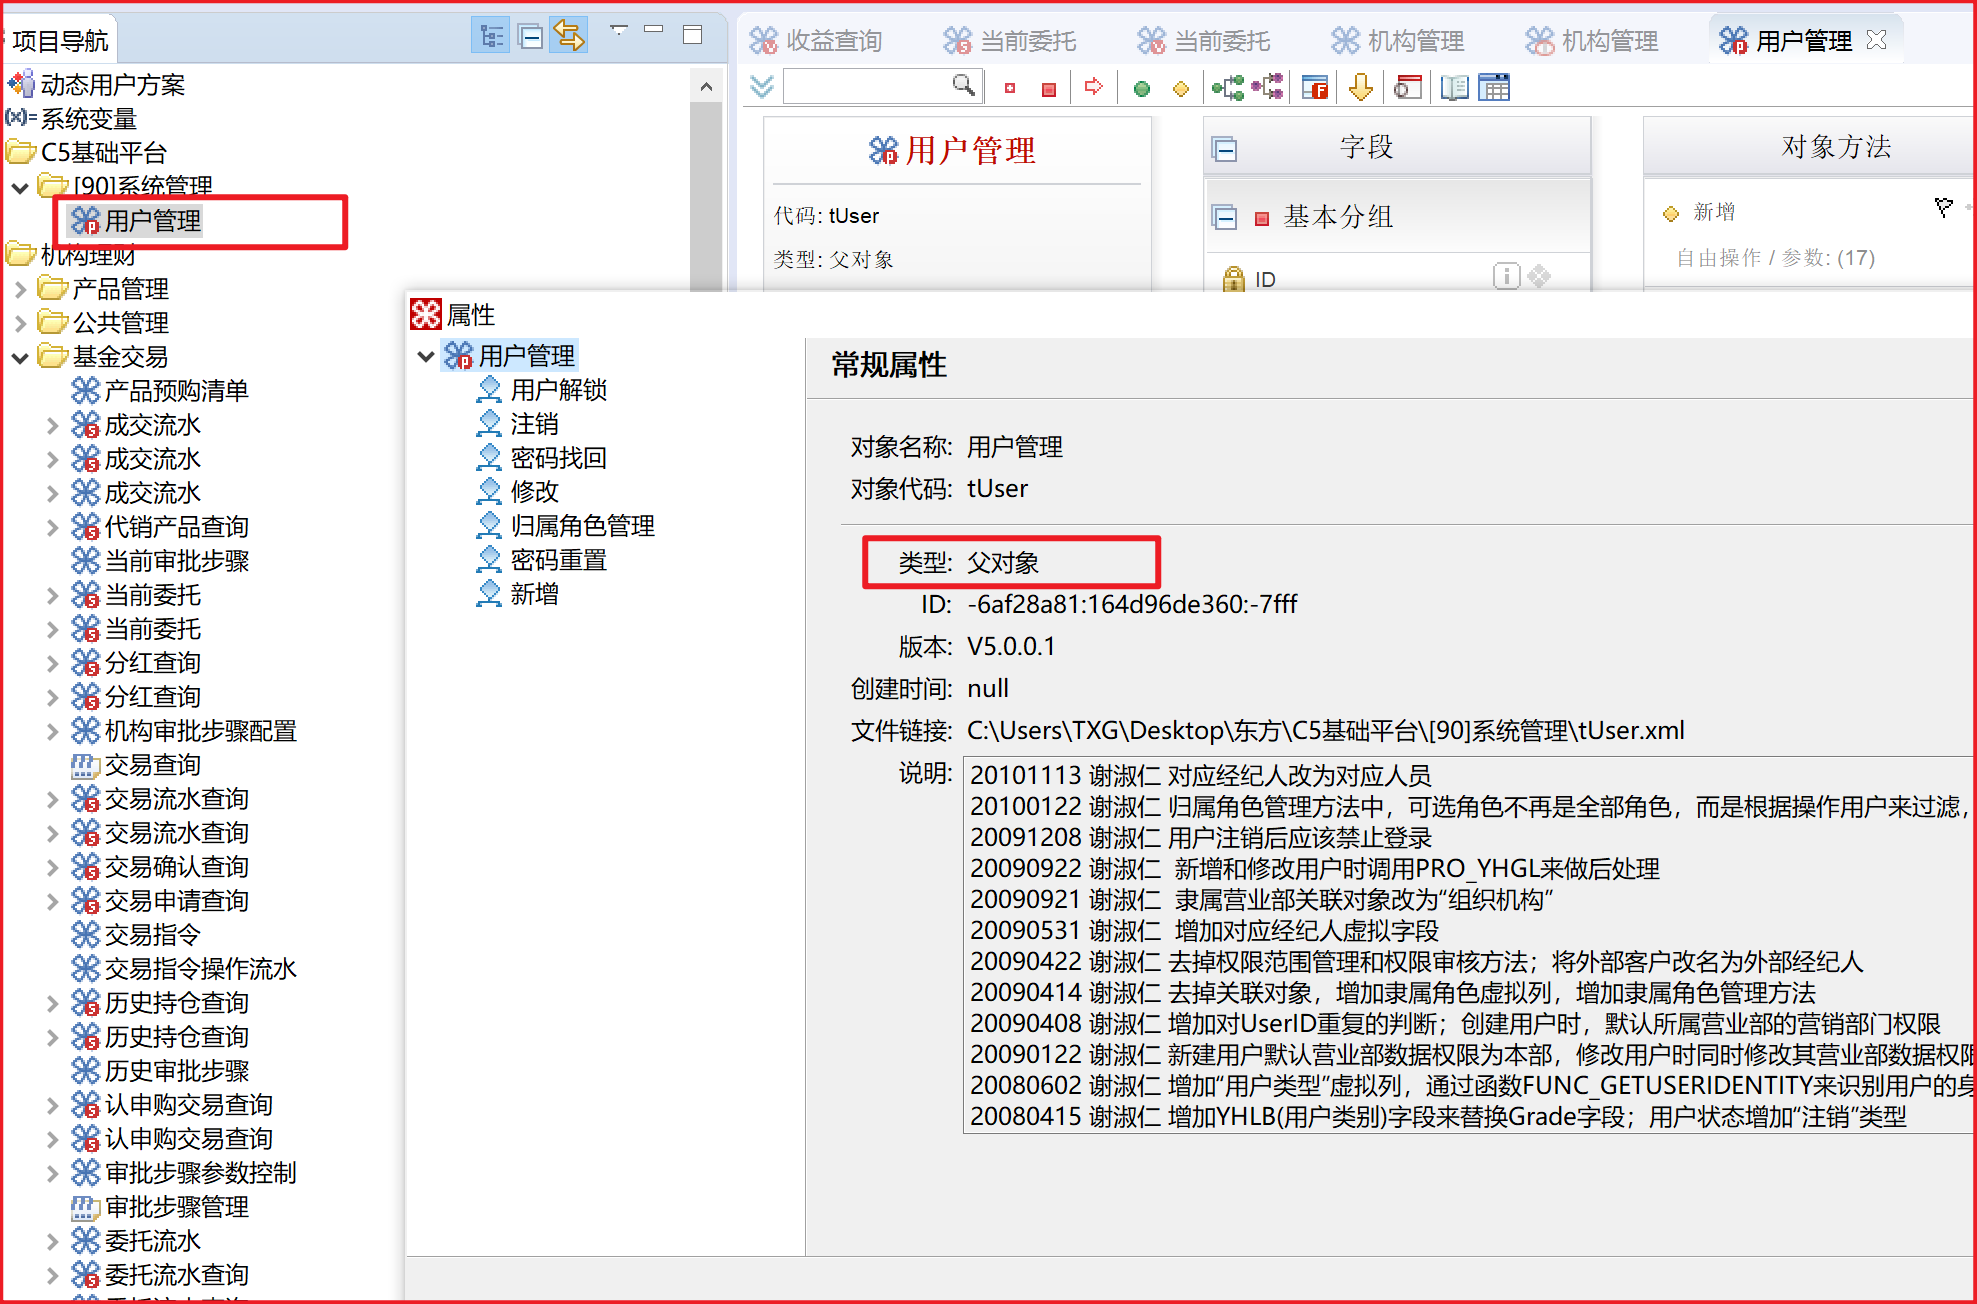 项目导航
动态用户方案
系统变量
C5基础平台
[90]系统管理
用户管理
机构理财
产品管理
公共管理
基金交易
产品预购清单
成交流水
成交流水
成交流水
代销产品查询
当前审批步骤
当前委托
当前委托
分红查询
分红查询
机构审批步骤配置
交易查询
交易流水查询
交易流水查询
交易确认查询
交易申请查询
交易指令
交易指令操作流水
历史持仓查询
历史持仓查询
历史审批步骤
认申购交易查询
认申购交易查询
审批步骤参数控制
审批步骤管理
委托流水
委托流水查询
收益查询
当前委托
当前委托
机构管理
机构管理
用户管理
用户管理
代码: tUser
类型: 父对象
字段
基本分组
ID
对象方法
新增
自由操作 / 参数: (17)
属性
用户管理
用户解锁
注销
密码找回
修改
归属角色管理
密码重置
新增
常规属性
对象名称: 用户管理
对象代码: tUser
类型: 父对象
ID: -6af28a81:164d96de360:-7fff
版本: V5.0.0.1
创建时间: null
文件链接: C:\Users\TXG\Desktop\东方\C5基础平台\[90]系统管理\tUser.xml
说明:
20101113 谢淑仁 对应经纪人改为对应人员
20100122 谢淑仁 归属角色管理方法中，可选角色不再是全部角色，而是根据操作用户来过滤，
20091208 谢淑仁 用户注销后应该禁止登录
20090922 谢淑仁  新增和修改用户时调用PRO_YHGL来做后处理
20090921 谢淑仁  隶属营业部关联对象改为“组织机构”
20090531 谢淑仁  增加对应经纪人虚拟字段
20090422 谢淑仁 去掉权限范围管理和权限审核方法；将外部客户改名为外部经纪人
20090414 谢淑仁 去掉关联对象，增加隶属角色虚拟列，增加隶属角色管理方法
20090408 谢淑仁 增加对UserID重复的判断；创建用户时，默认所属营业部的营销部门权限
20090122 谢淑仁 新建用户默认营业部数据权限为本部，修改用户时同时修改其营业部数据权限
20080602 谢淑仁 增加“用户类型”虚拟列，通过函数FUNC_GETUSERIDENTITY来识别用户的身
20080415 谢淑仁 增加YHLB(用户类别)字段来替换Grade字段；用户状态增加“注销”类型